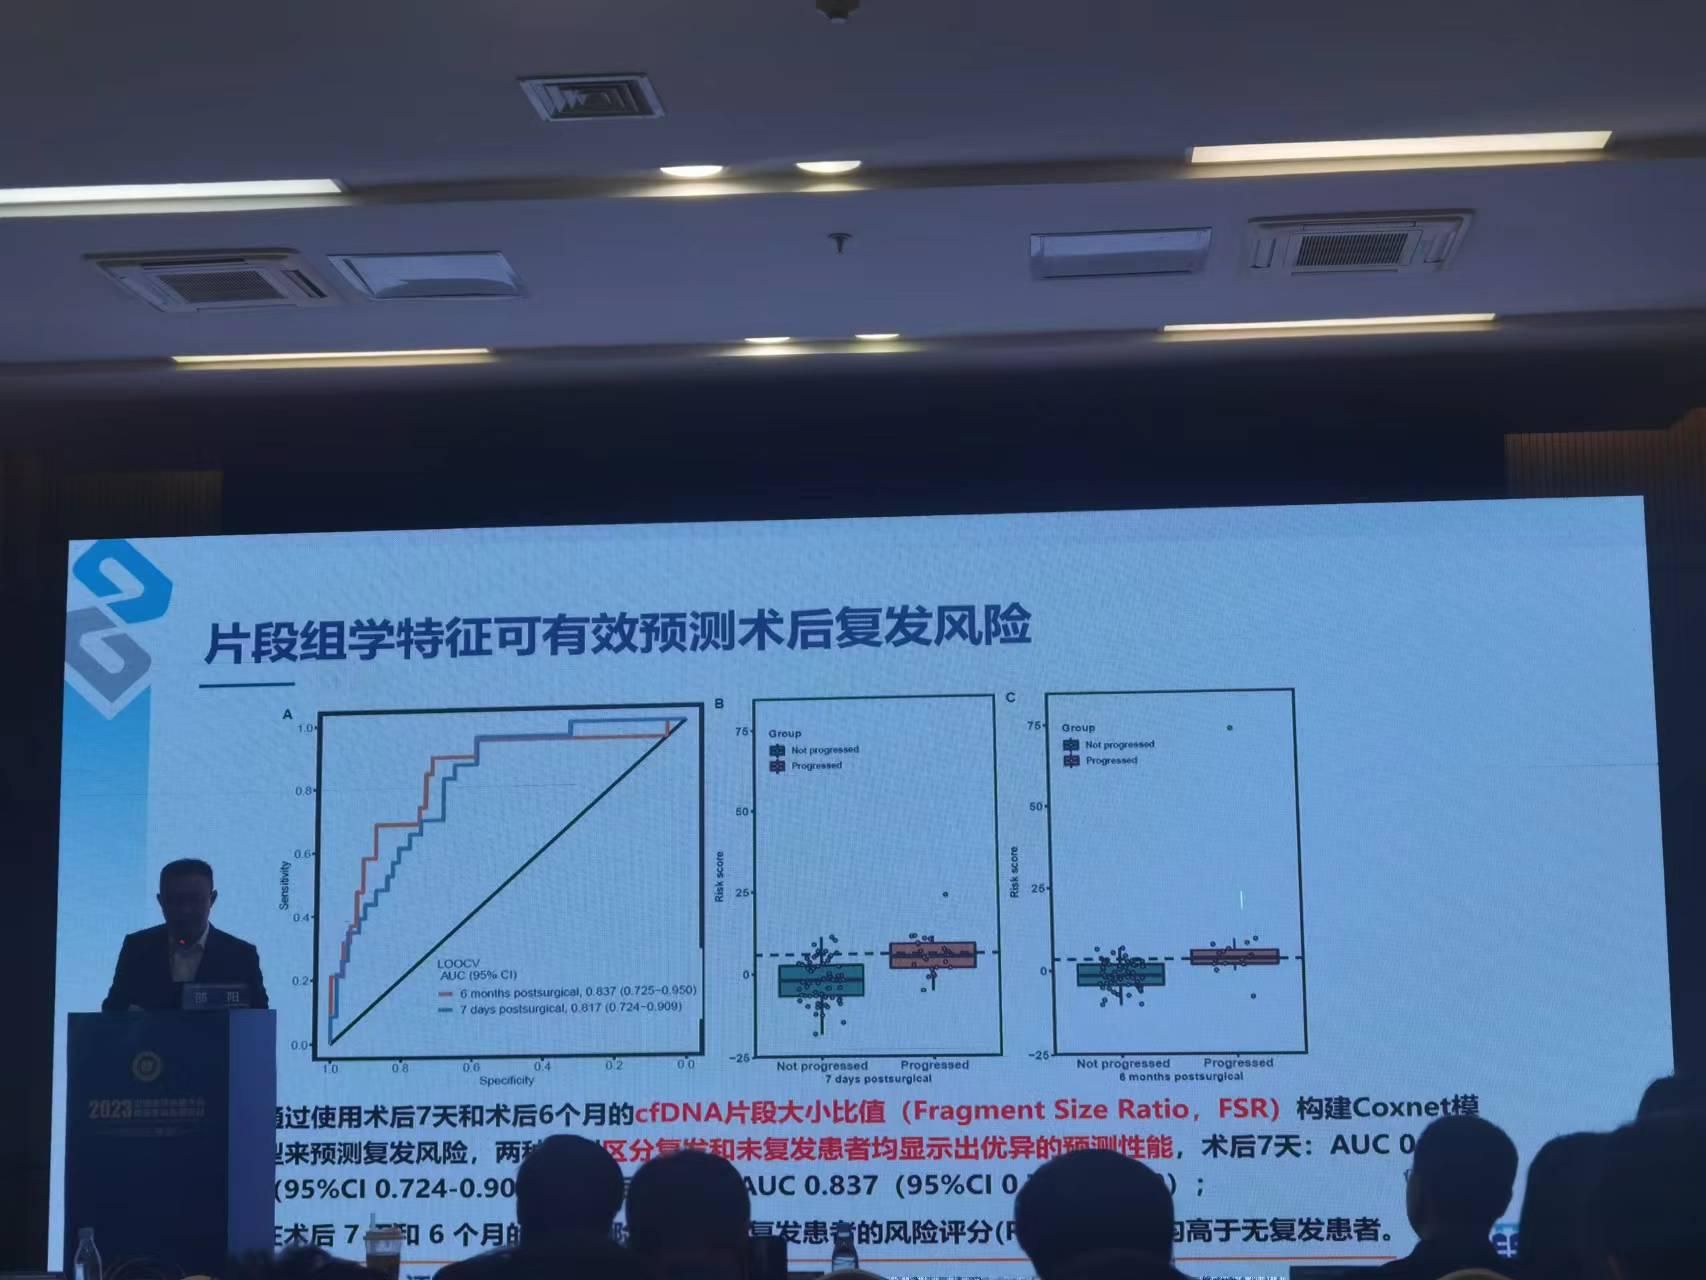 片段组学特征可有效预测术后复发风险
A
1.0
0.8
0.6
0.4
0.2
0.0
Sensitivity
LOOCV
AUC (95% CI)
6 months postsurgical, 0.837 (0.725−0.950)
7 days postsurgical, 0.817 (0.724−0.909)
1.0 0.8 0.6 0.4 0.2 0.0
Specificity
B
75
50
25
0
−25
Risk score
Group
Not progressed
Progressed
Not progressed Progressed
7 days postsurgical
C
75
50
25
0
−25
Risk score
Group
Not progressed
Progressed
Not progressed Progressed
6 months postsurgical
通过使用术后7天和术后6个月的cfDNA片段大小比值（Fragment Size Ratio，FSR）构建Coxnet模
型来预测复发风险，两种 区分复发和未复发患者均显示出优异的预测性能，术后7天：AUC 0
(95%CI 0.724-0.90 AUC 0.837（95%CI 0. ）；
术后 7 天和 6 个月的 复发患者的风险评分(R 均高于无复发患者。
邵 阳
2023